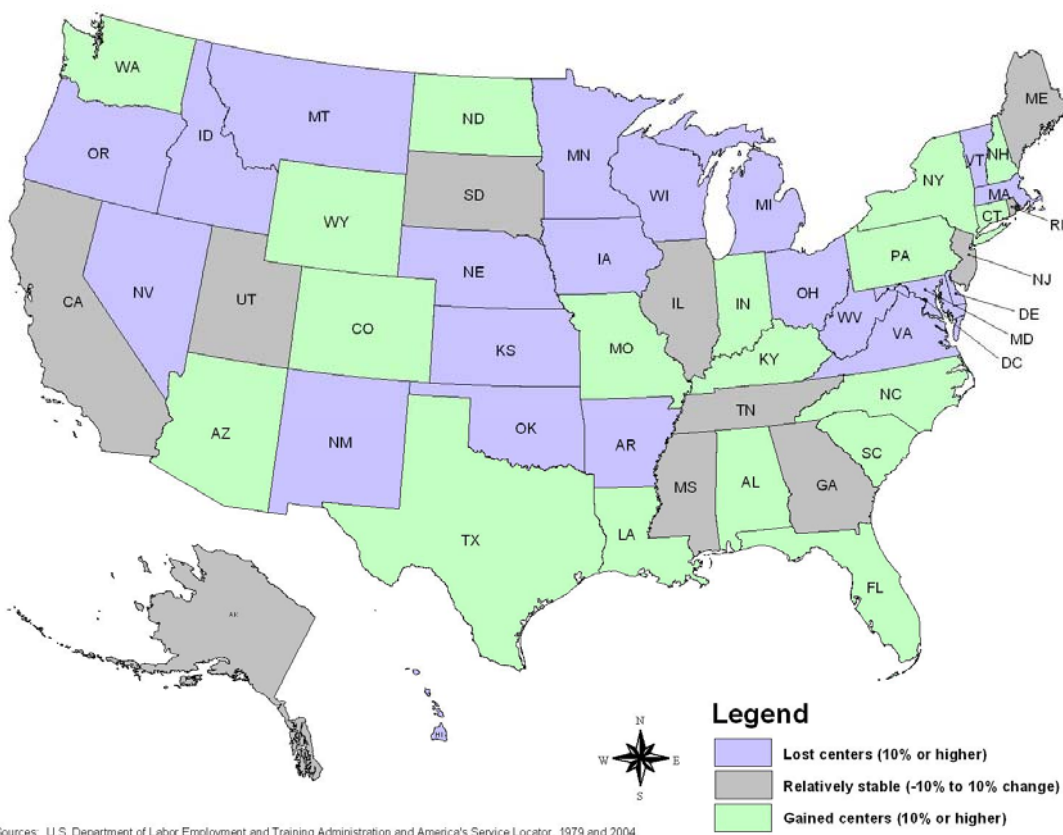 WA
OR
ID
MT
ND
MN
ME
SD
WY
WI
MI
NY
VT
NH
MA
CT
RI
NJ
PA
CA
NV
UT
CO
NE
IA
IL
IN
OH
WV
VA
DE
MD
DC
KS
MO
KY
AZ
NM
OK
AR
TN
NC
SC
TX
LA
MS
AL
GA
FL
AK
HI
N
W E
S
Legend
Lost centers (10% or higher)
Relatively stable (-10% to 10% change)
Gained centers (10% or higher)
Sources: U.S. Department of Labor Employment and Training Administration and America's Service Locator, 1979 and 2004